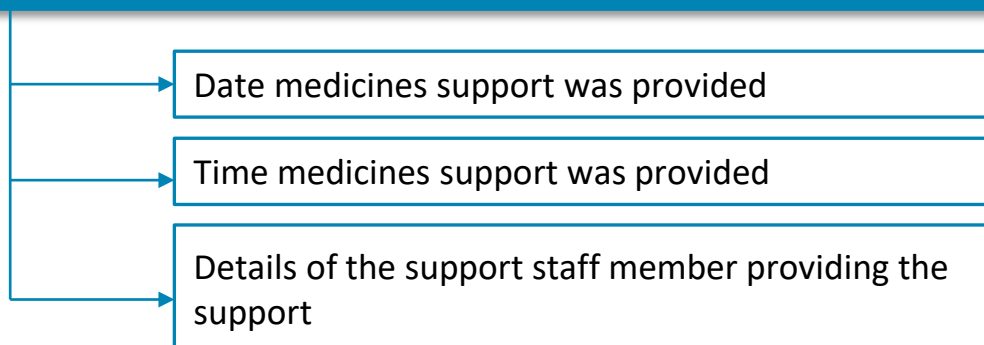 Date medicines support was provided
Time medicines support was provided
Details of the support staff member providing the
support